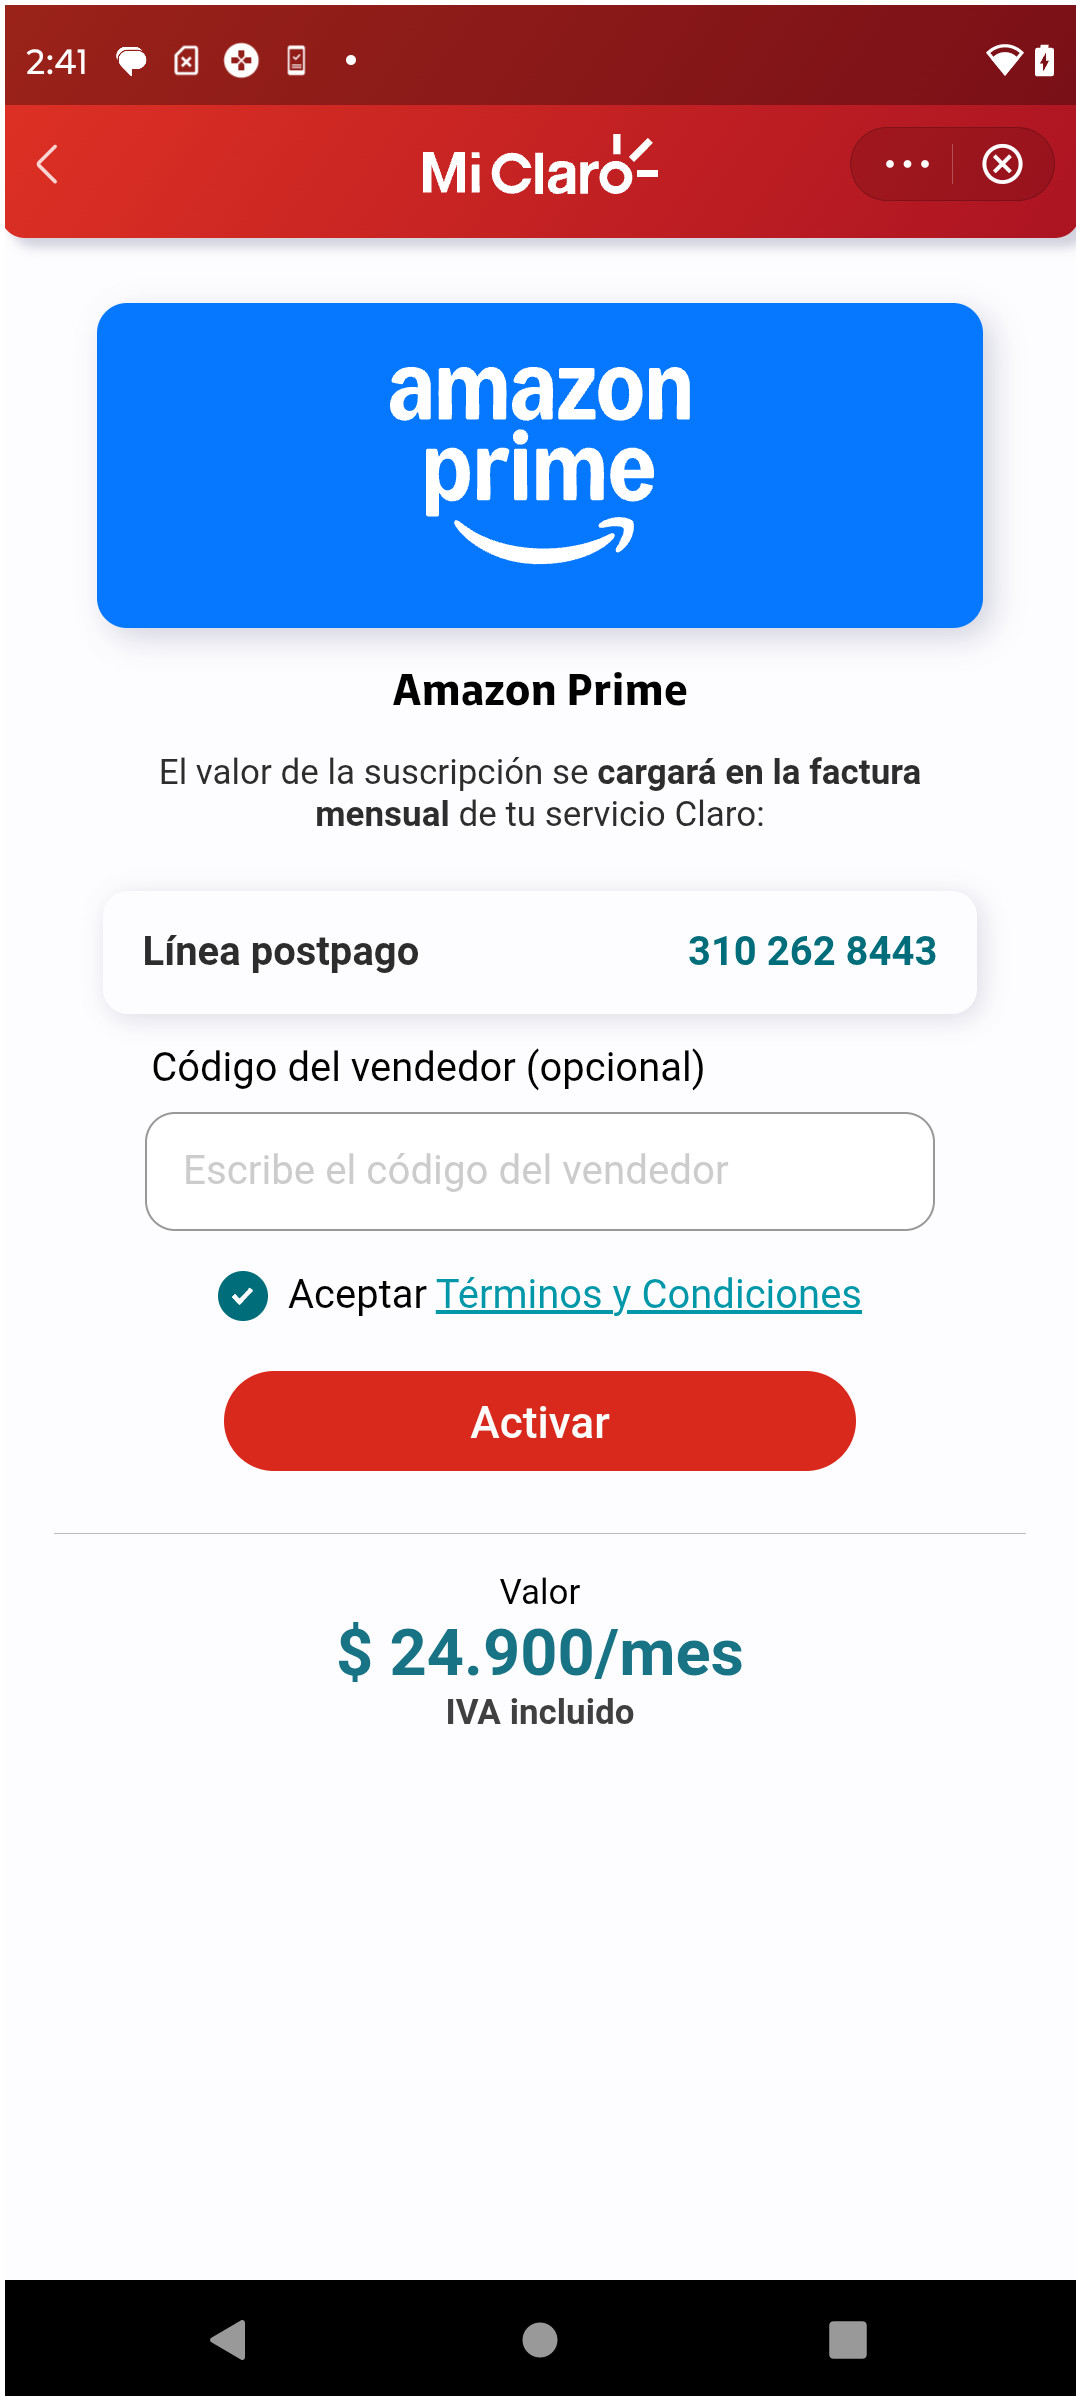 2:41
Mi Claro
amazon
prime
Amazon Prime
El valor de la suscripción se cargará en la factura
mensual de tu servicio Claro:
Línea postpago 310 262 8443
Código del vendedor (opcional)
Escribe el código del vendedor
Aceptar Términos y Condiciones
Activar
Valor
$ 24.900/mes
IVA incluido